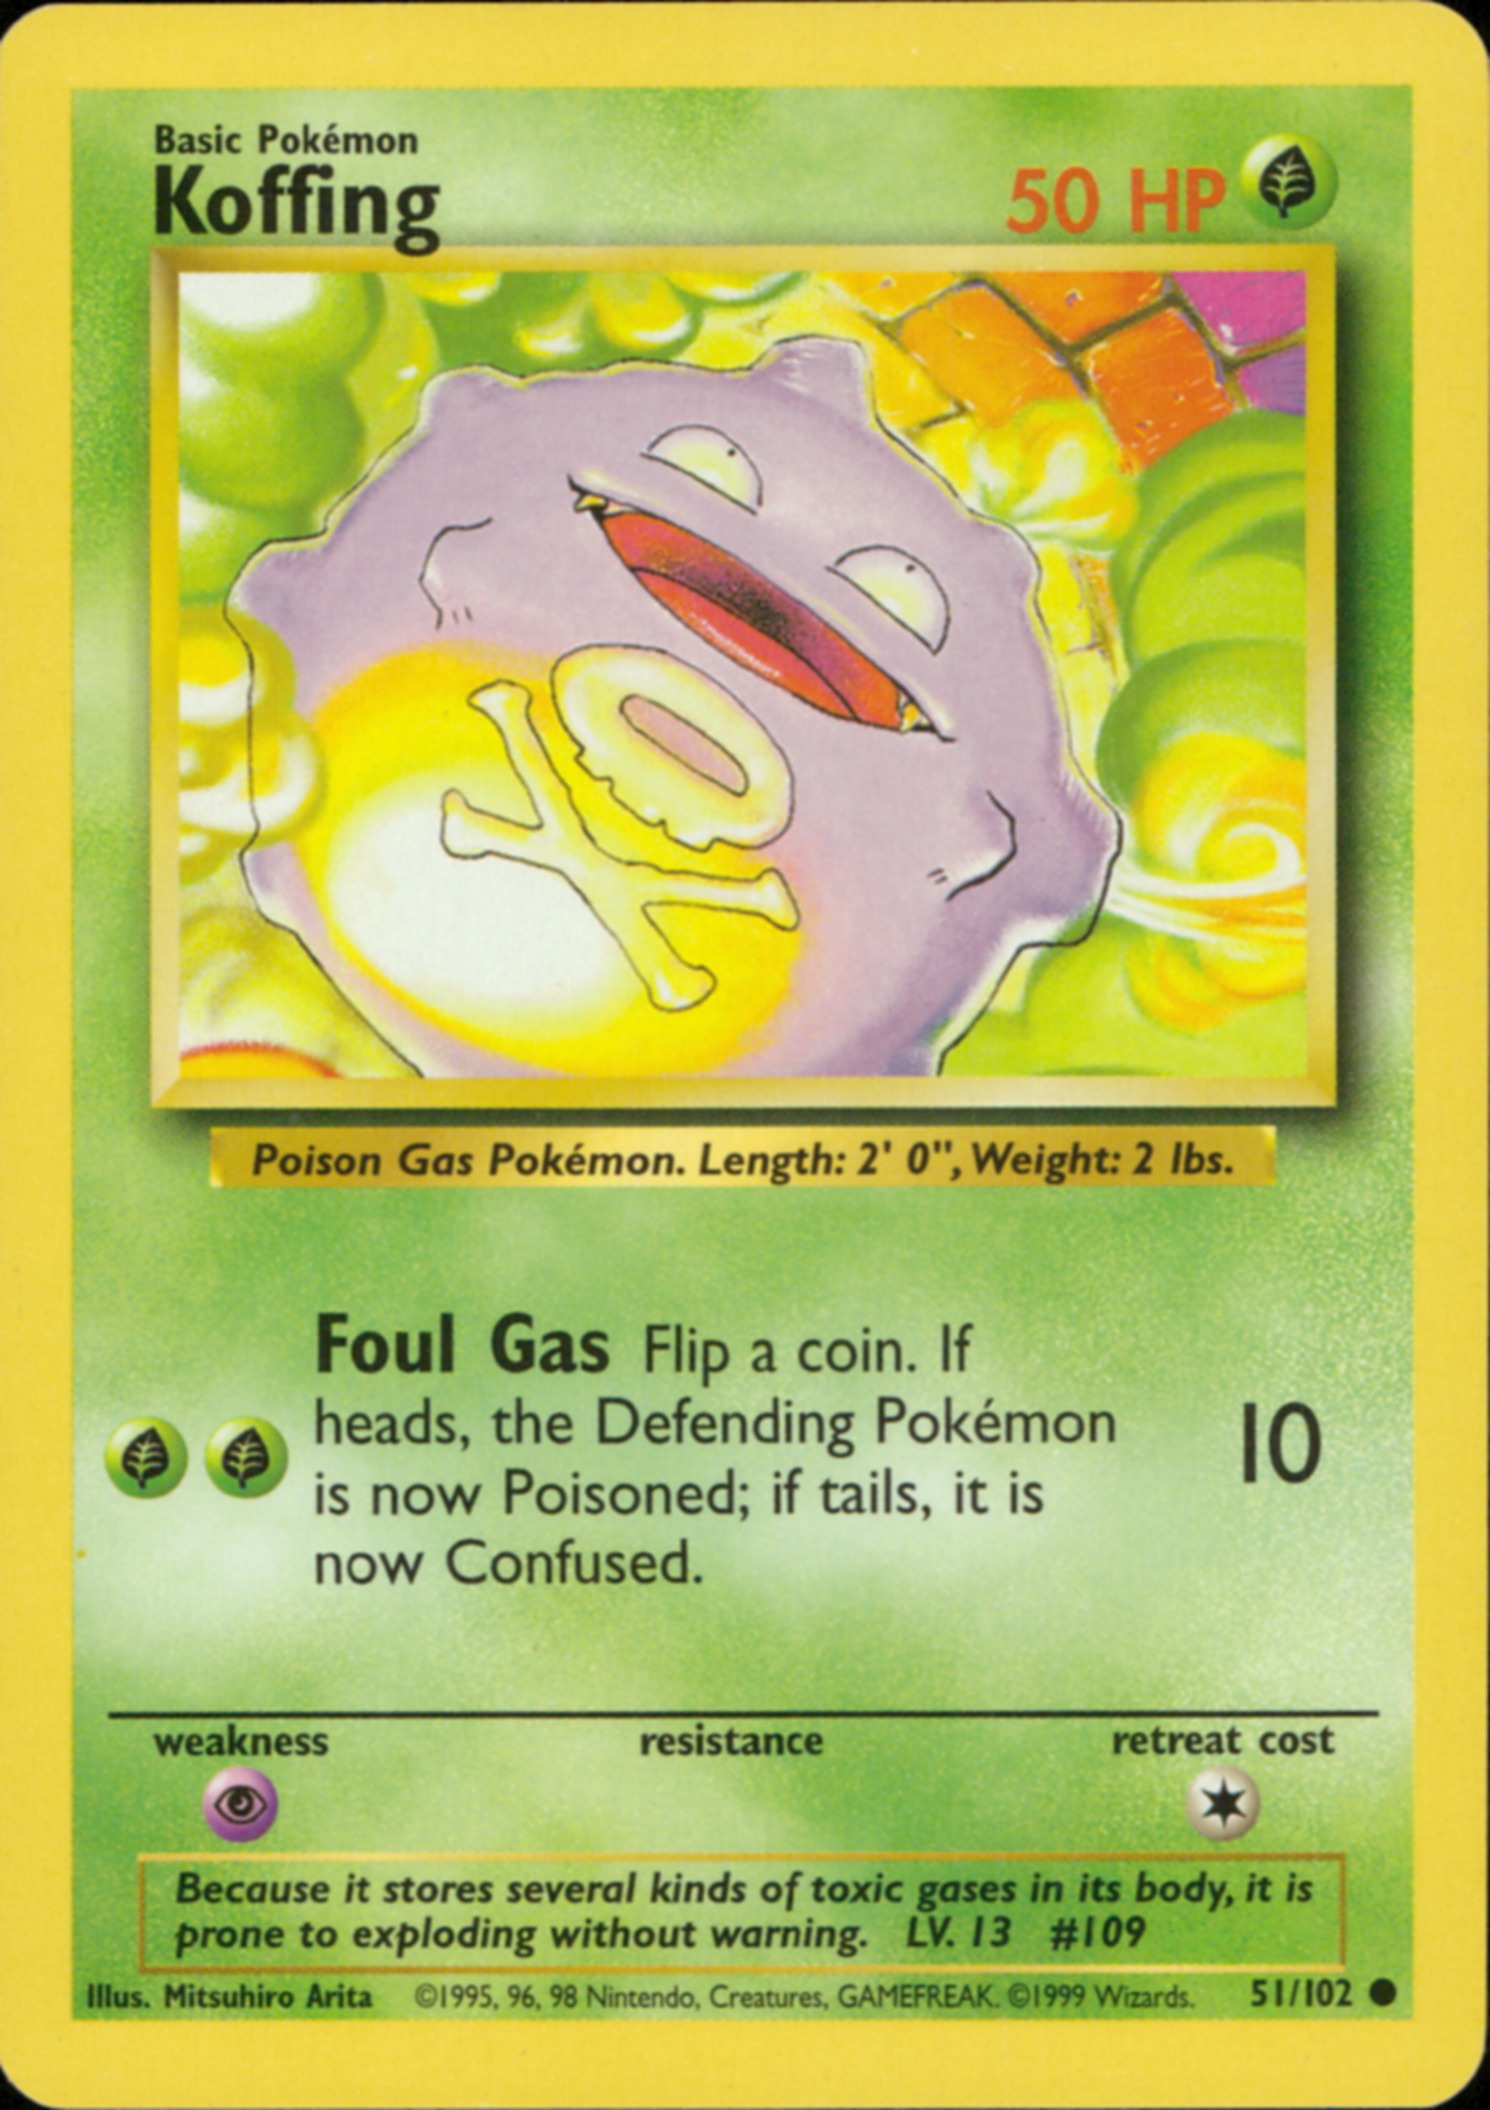 Basic Pokémon
Koffing
50 HP
Poison Gas Pokémon. Length: 2' 0", Weight: 2 lbs.
Foul Gas Flip a coin. If
heads, the Defending Pokémon
is now Poisoned; if tails, it is
now Confused.
10
weakness resistance retreat cost
Because it stores several kinds of toxic gases in its body, it is
prone to exploding without warning. LV. 13 #109
Illus. Mitsuhiro Arita ©1995, 96, 98 Nintendo, Creatures, GAMEFREAK. ©1999 Wizards. 51/102